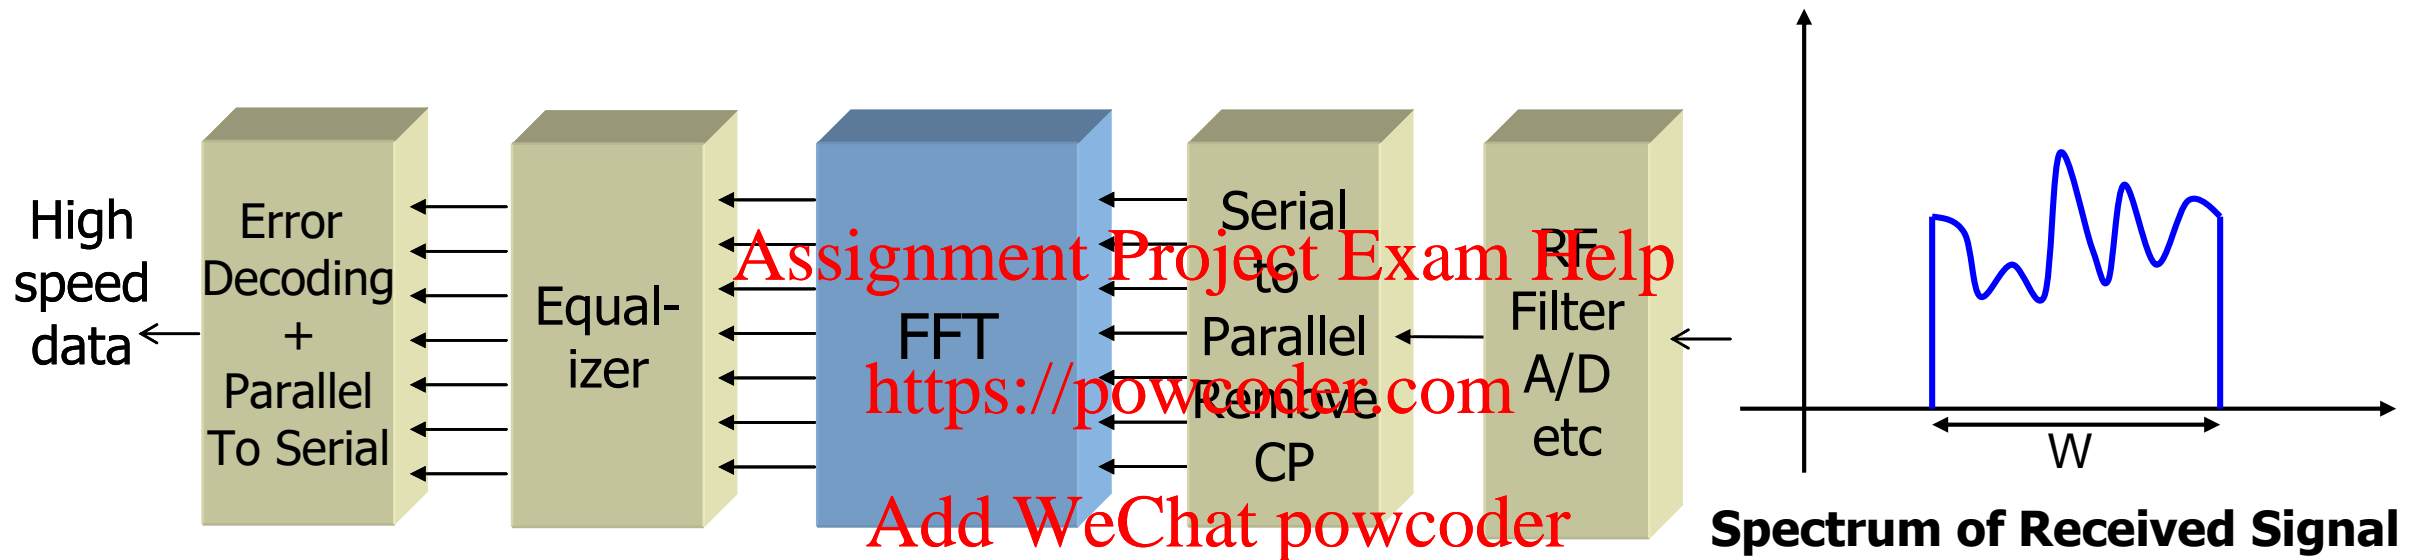 High
speed
data
Error
Decoding
+
Parallel
To Serial
Equal-
izer
FFT
Serial
to
Parallel
Remove
CP
RF
Filter
A/D
etc
W
Spectrum of Received Signal
Assignment Project Exam Help
https://powcoder.com
Add WeChat powcoder